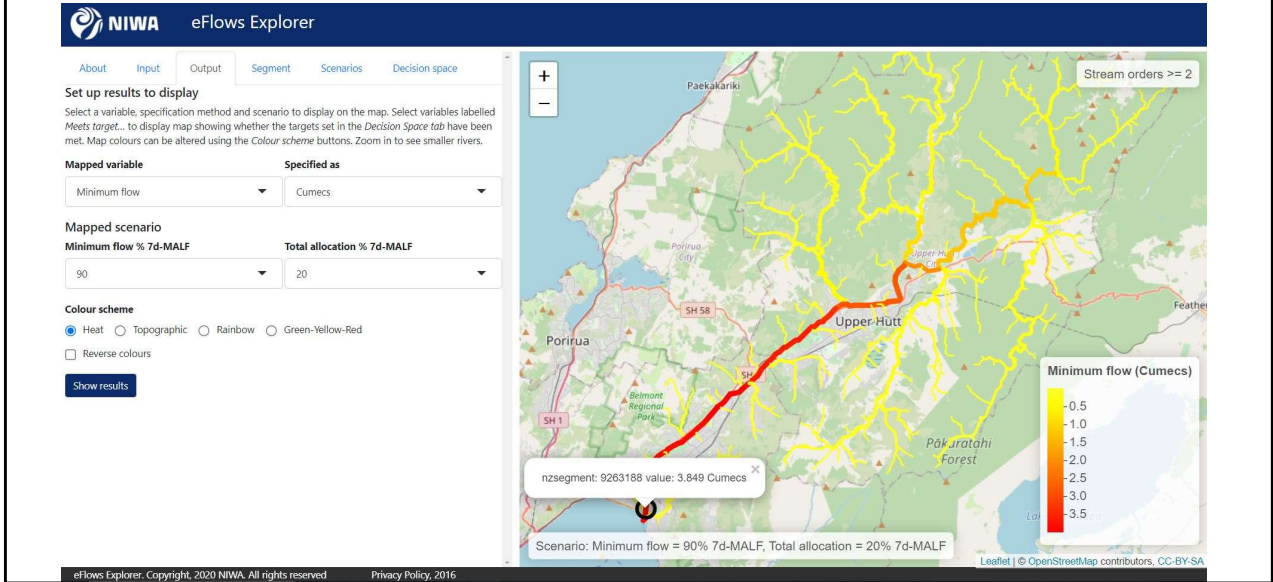 NIWA eFlows Explorer
About Input Output Segment Scenarios Decision space
Set up results to display
Select a variable, specification method and scenario to display on the map. Select variables labelled
Meets target... to display map showing whether the targets set in the Decision Space tab have been
met. Map colours can be altered using the Colour scheme buttons. Zoom in to see smaller rivers.
Mapped variable Specified as
Minimum flow Cumecs
Mapped scenario
Minimum flow % 7d-MALF Total allocation % 7d-MALF
90 20
Colour scheme
Heat Topographic Rainbow Green-Yellow-Red
Reverse colours
Show results
+
−
Stream orders >= 2
Paekakariki
Porirua
City
Upper Hutt
SH 58
Feather
Porirua
Belmont
Regional
Park
SH 1
Pākuratahi
Forest
Minimum flow (Cumecs)
0.5
1.0
1.5
2.0
2.5
3.0
3.5
nzsegment: 9263188 value: 3.849 Cumecs ×
Scenario: Minimum flow = 90% 7d-MALF, Total allocation = 20% 7d-MALF
Leaflet | © OpenStreetMap contributors, CC-BY-SA
eFlows Explorer. Copyright, 2020 NIWA. All rights reserved Privacy Policy, 2016